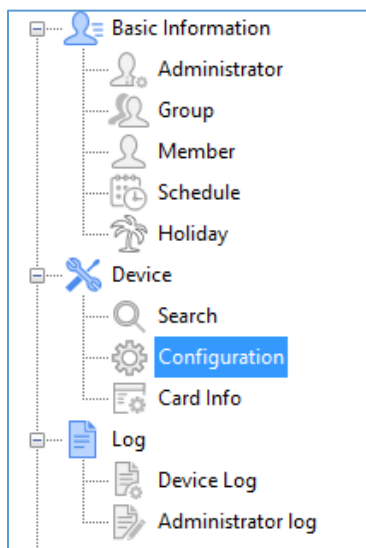 Basic Information
Administrator
Group
Member
Schedule
Holiday
Device
Search
Configuration
Card Info
Log
Device Log
Administrator log